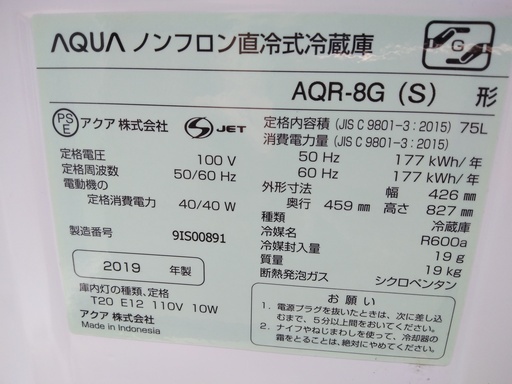 AQUA ノンフロン直冷式冷蔵庫
G
AQR-8G (S) 形
PS
E
アクア 株式会社
S JET
定格電圧 100 V
定格周波数 50/60 Hz
電動機の
定格消費電力 40/40 W
製造番号 9IS00891
2019 年製
庫内灯の種類、定格
T20 E12 110V 10W
アクア 株式会社
Made in Indonesia
定格内容積 (JIS C 9801-3:2015) 75L
消費電力量 (JIS C 9801-3:2015)
50 Hz 177 kWh/年
60 Hz 177 kWh/年
外形寸法 幅 426 mm
奥行 459 mm 高さ 827 mm
種類 冷蔵庫
冷媒名 R600a
冷媒封入量 19 g
質量 19 kg
断熱発泡ガス シクロペンタン
お願い
1. 電源プラグを抜いたときは、次に差し込
むまで、5分以上間をおいてください。
2. ナイフやねじまわしを使って、冷却器の
霜をとることは、絶対にやめてください。